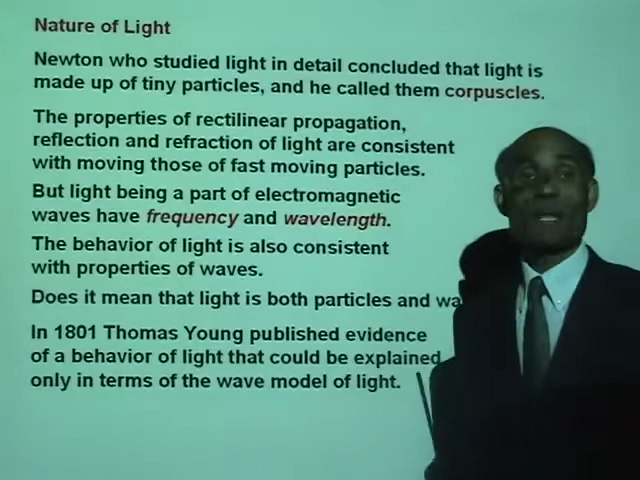 Nature of Light
Newton who studied light in detail concluded that light is
made up of tiny particles, and he called them corpuscles.
The properties of rectilinear propagation,
reflection and refraction of light are consistent
with moving those of fast moving particles.
But light being a part of electromagnetic
waves have frequency and wavelength.
The behavior of light is also consistent
with properties of waves.
Does it mean that light is both particles and wa
In 1801 Thomas Young published evidence
of a behavior of light that could be explained
only in terms of the wave model of light.